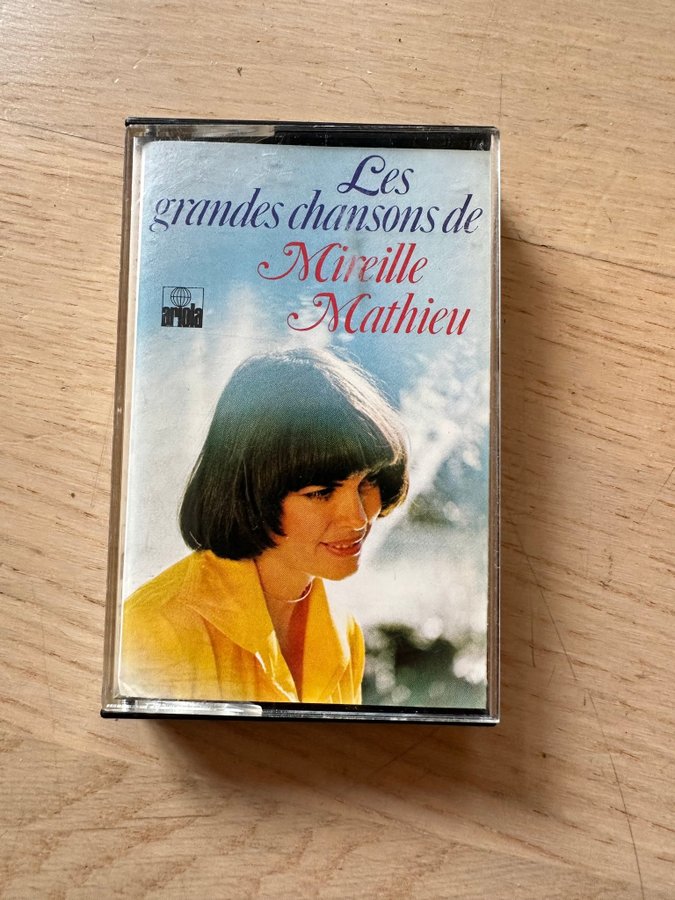 Les
grandes chansons de
Mireille
Mathieu
ariola